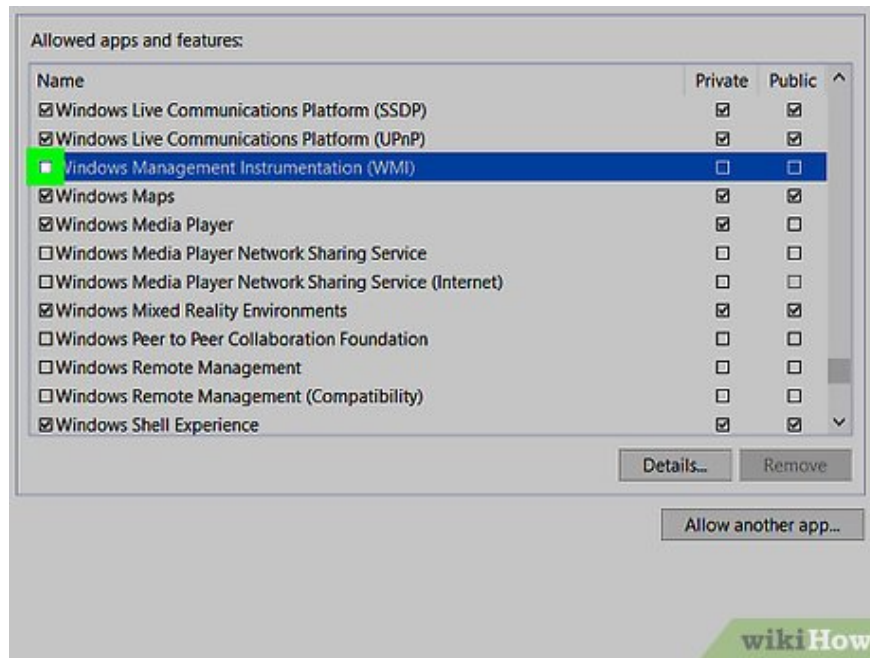 Allowed apps and features:
Name Private Public
Windows Live Communications Platform (SSDP)
Windows Live Communications Platform (UPnP)
Windows Management Instrumentation (WMI)
Windows Maps
Windows Media Player
Windows Media Player Network Sharing Service
Windows Media Player Network Sharing Service (Internet)
Windows Mixed Reality Environments
Windows Peer to Peer Collaboration Foundation
Windows Remote Management
Windows Remote Management (Compatibility)
Windows Shell Experience
Details... Remove
Allow another app...
wikiHow